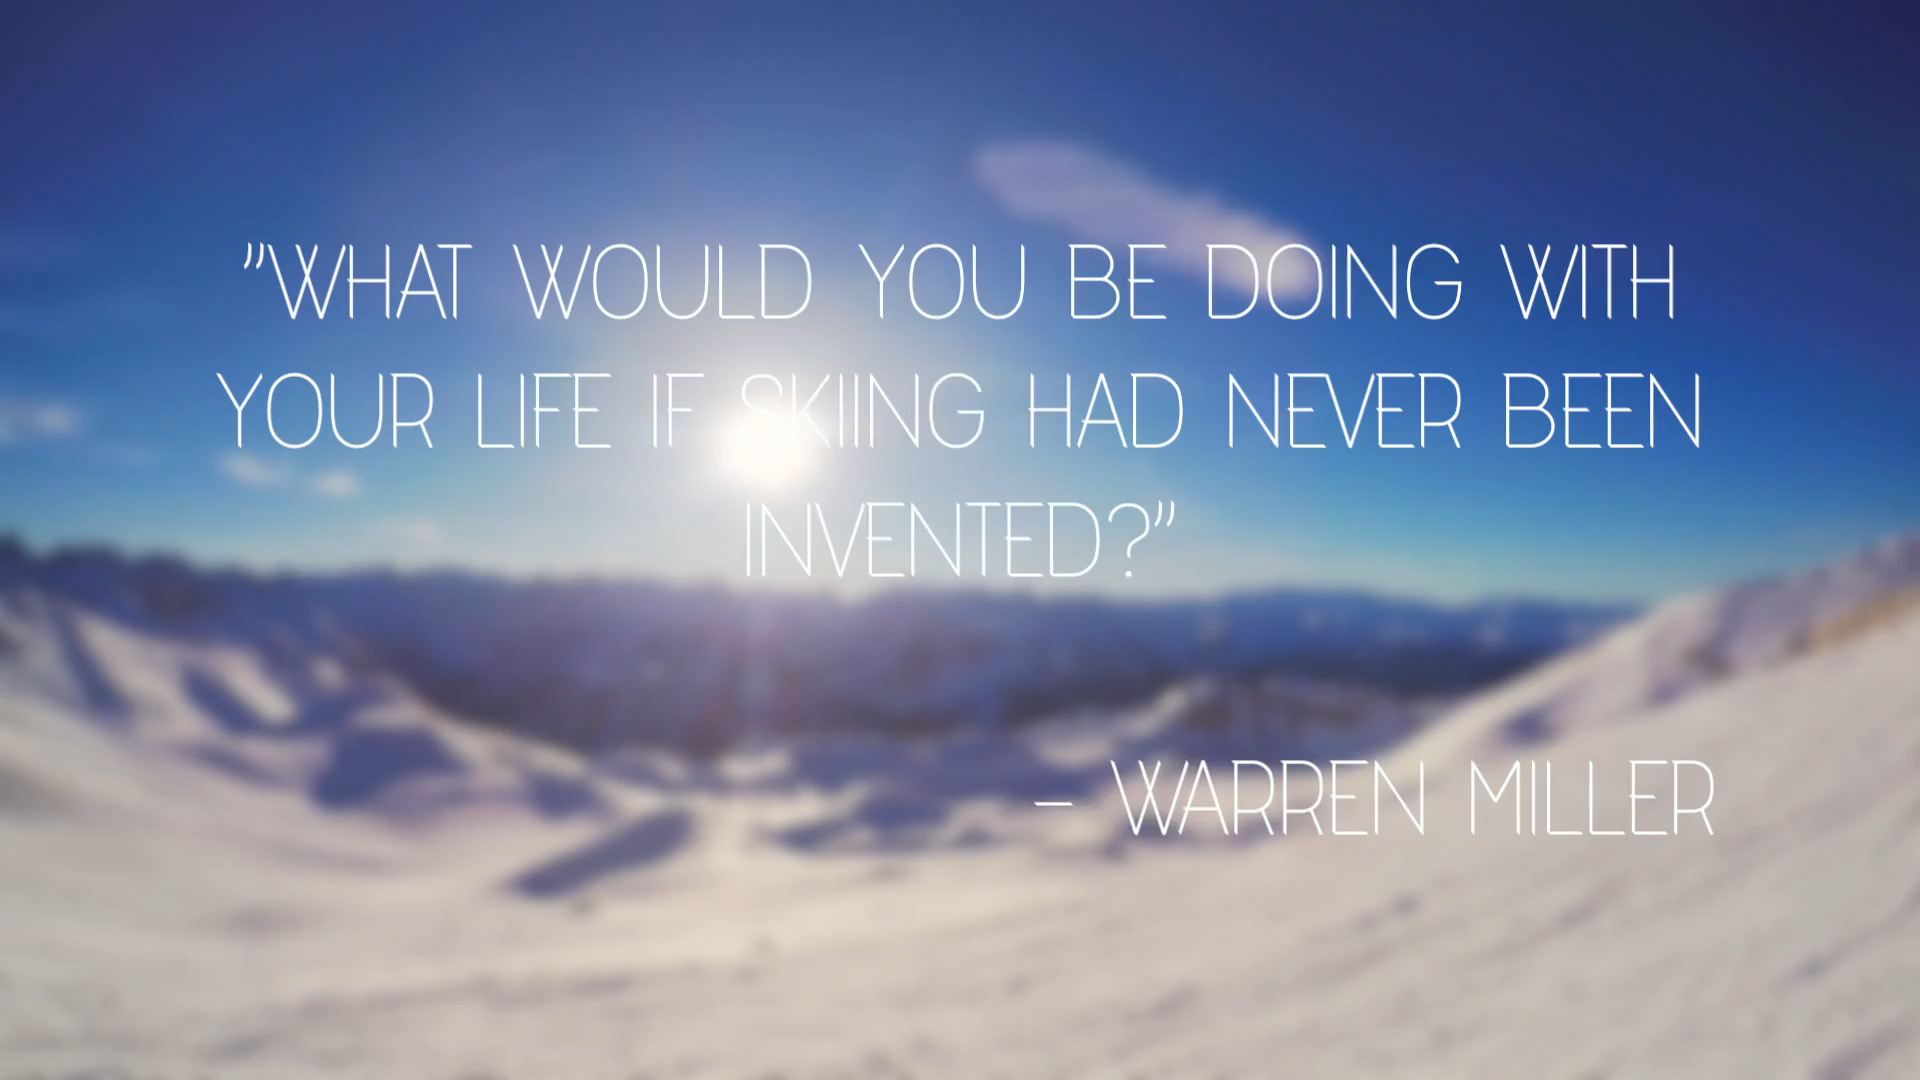 "WHAT WOULD YOU BE DOING WITH
YOUR LIFE IF SKIING HAD NEVER BEEN
INVENTED?"
– WARREN MILLER